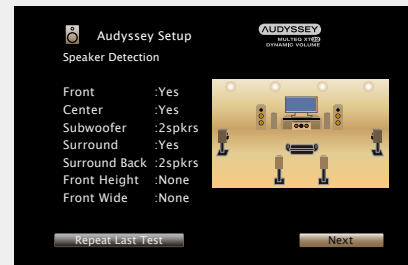 Audyssey Setup
AUDYSSEY
MULTEQ XT32
DYNAMIC VOLUME
Speaker Detection
Front :Yes
Center :Yes
Subwoofer :2spkrs
Surround :Yes
Surround Back :2spkrs
Front Height :None
Front Wide :None
Repeat Last Test
Next